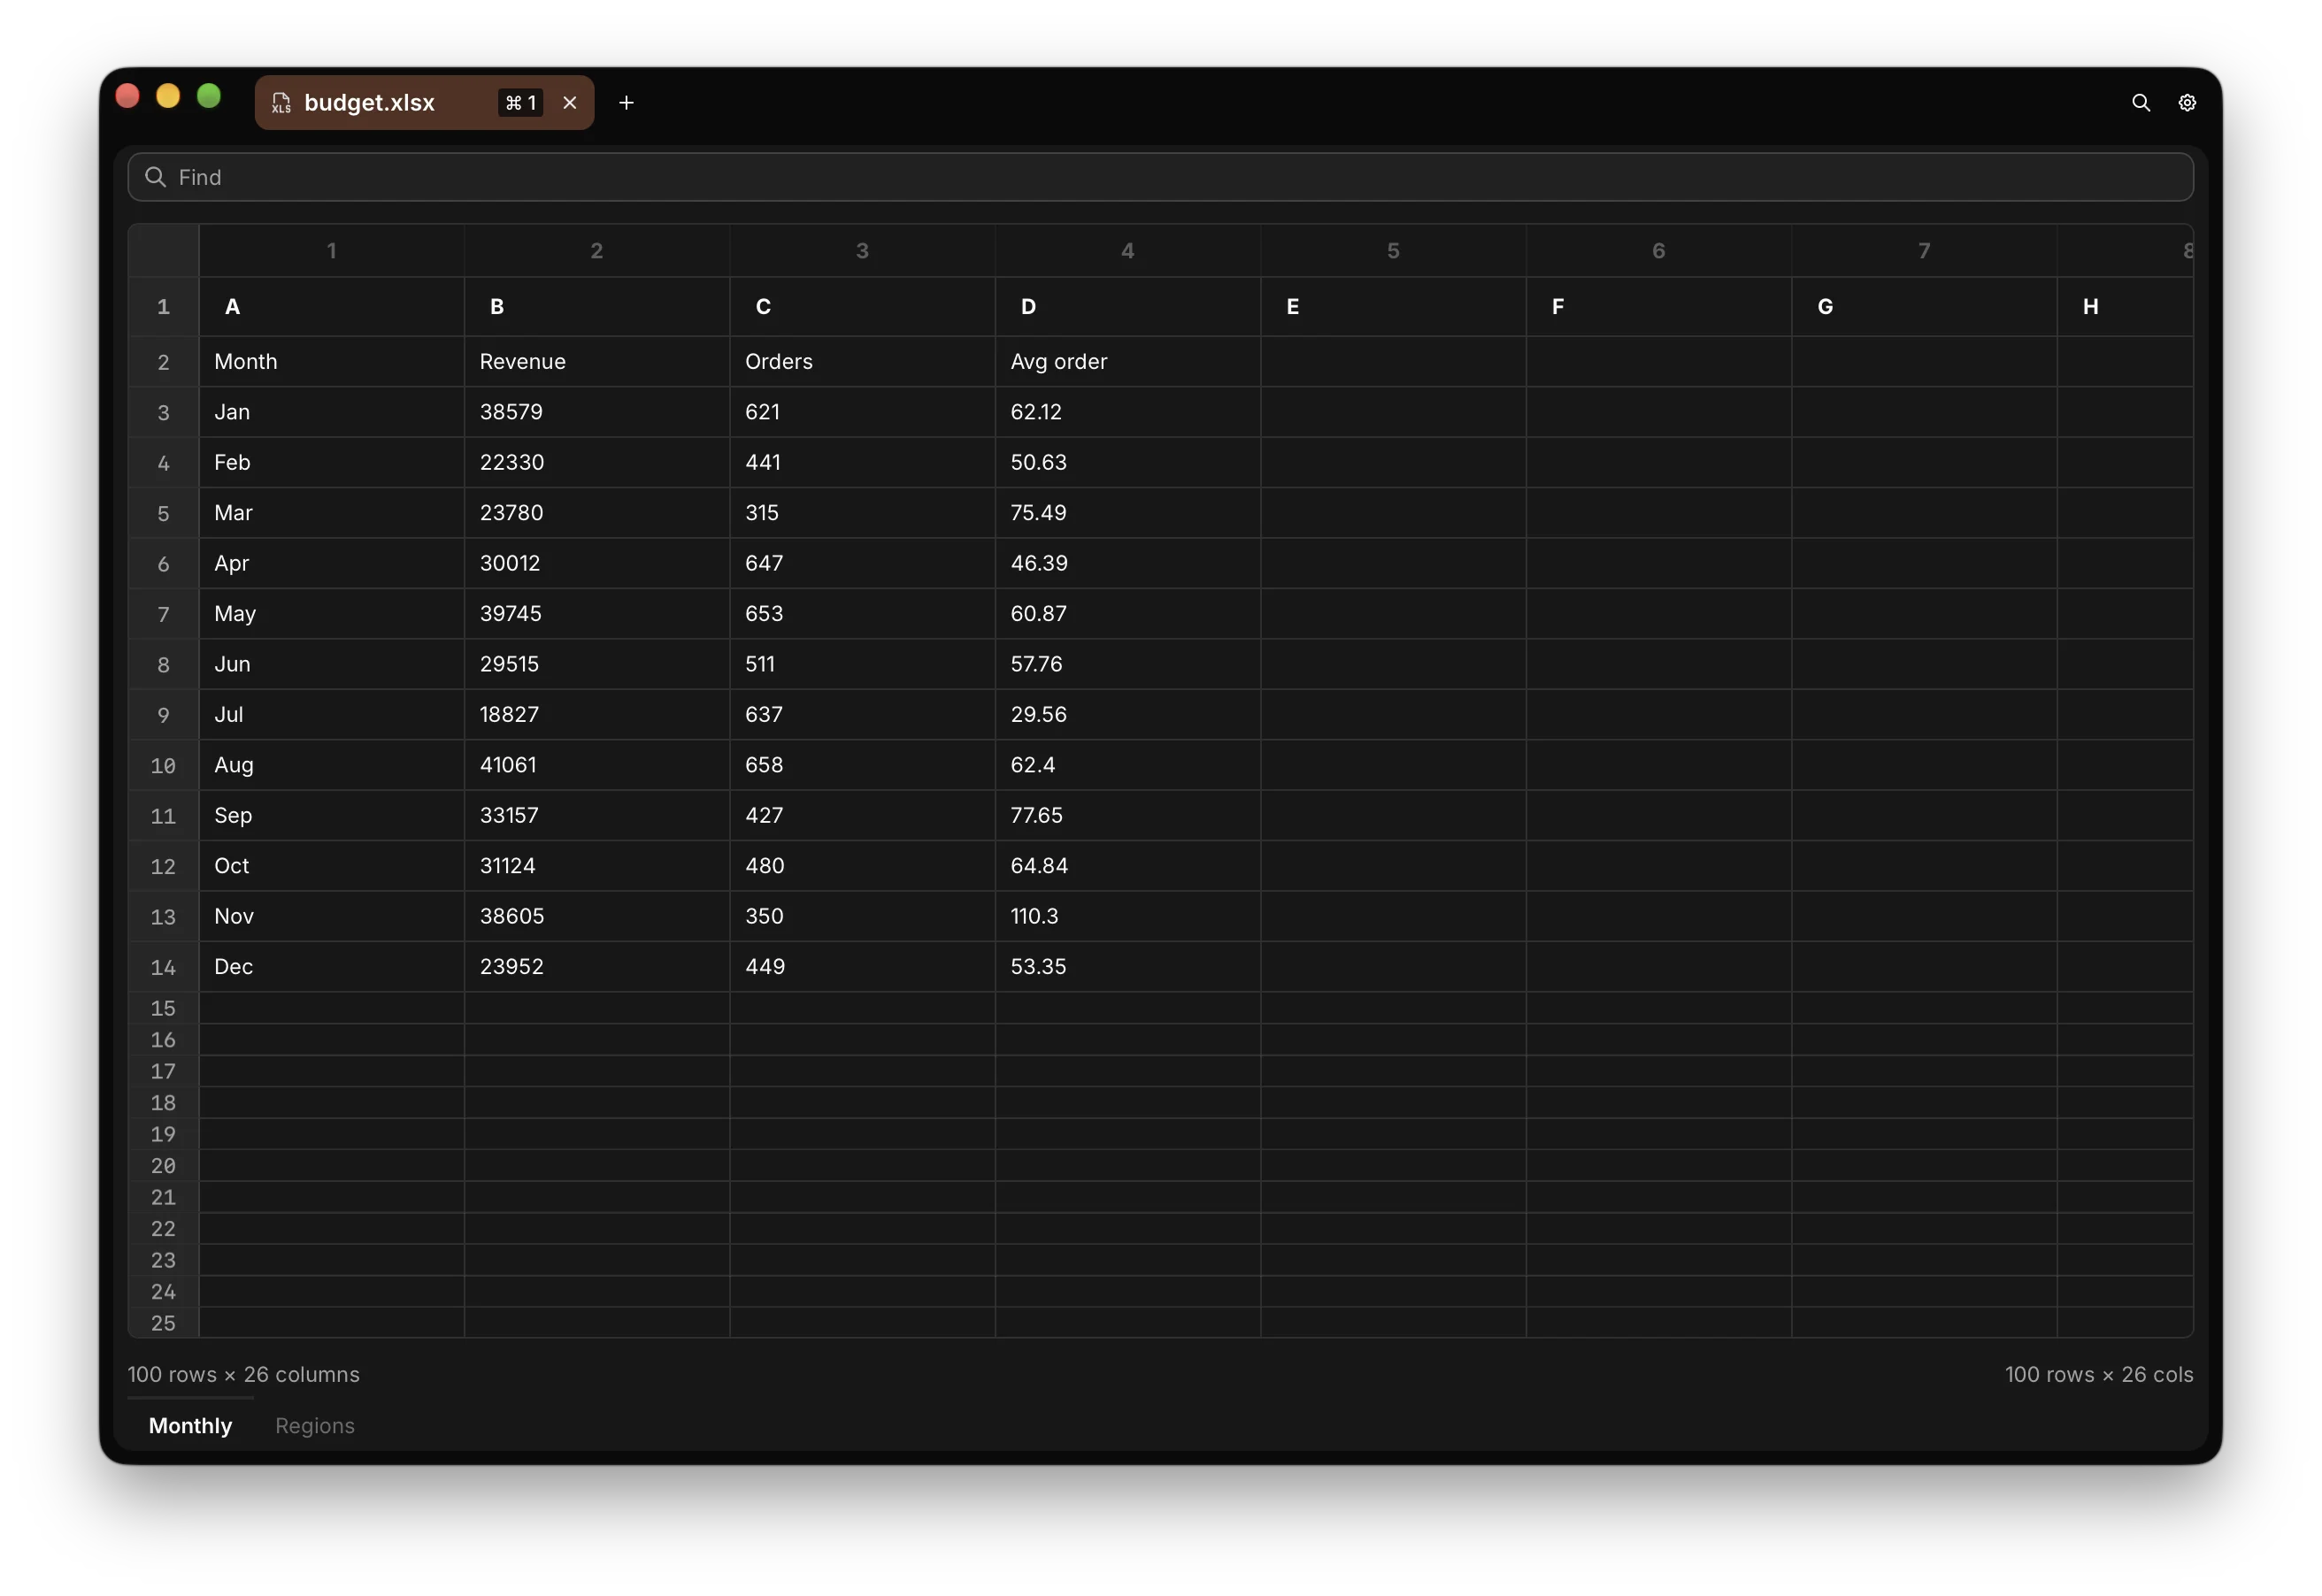 XLS budget.xlsx ⌘ 1 × +
Find
1 2 3 4 5 6 7 8
1 A B C D E F G H
2 Month Revenue Orders Avg order
3 Jan 38579 621 62.12
4 Feb 22330 441 50.63
5 Mar 23780 315 75.49
6 Apr 30012 647 46.39
7 May 39745 653 60.87
8 Jun 29515 511 57.76
9 Jul 18827 637 29.56
10 Aug 41061 658 62.4
11 Sep 33157 427 77.65
12 Oct 31124 480 64.84
13 Nov 38605 350 110.3
14 Dec 23952 449 53.35
15
16
17
18
19
20
21
22
23
24
25
100 rows × 26 columns 100 rows × 26 cols
Monthly Regions